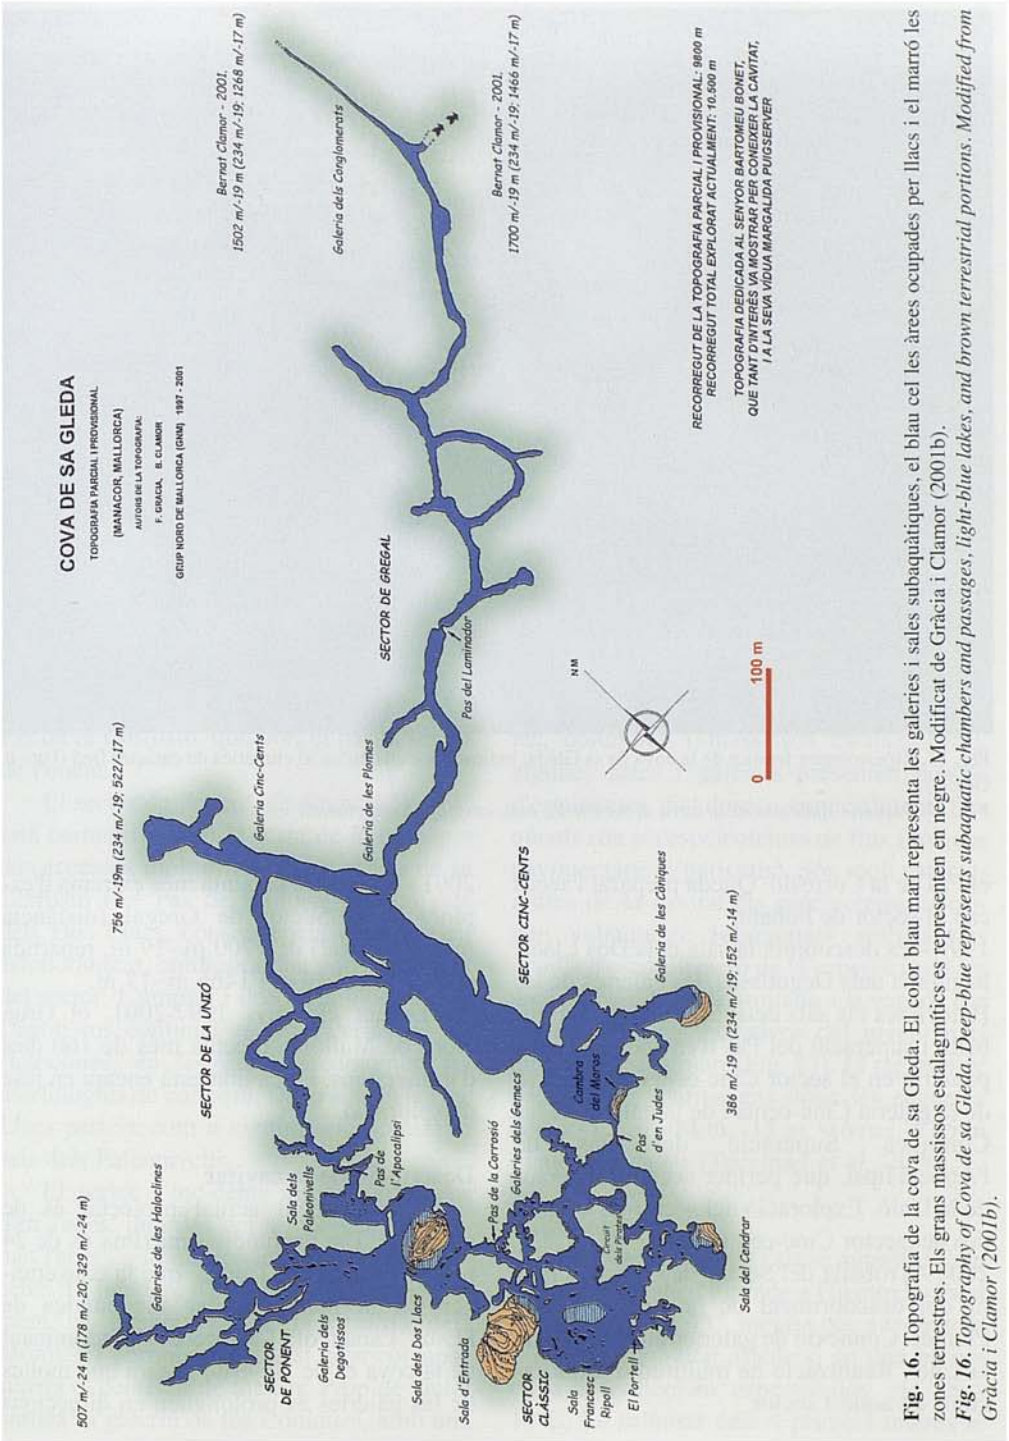 COVA DE SA GLEDA
TOPOGRAFIA PARCIAL I PROVISIONAL
(MANACOR, MALLORCA)
AUTORS DE LA TOPOGRAFIA:
F. GRACIA, B. CLAMOR
GRUP NORD DE MALLORCA (GNM) 1997 - 2001
507 m/-24 m (178 m/-20; 329 m/-24 m)
756 m/-19m (234 m/-19; 522/-17 m)
Bernat Clamor - 2001.
1502 m/-19 m (234 m/-19; 1268 m/-17 m)
Galeries de les Haloclines
SECTOR DE LA UNIÓ
Galeria Cinc-Cents
Galeria dels Conglomerats
SECTOR
DE PONENT
Sala dels
Paleonivells
Pas de
l'Apocalipsi
Galeria dels
Degotissos
Galeria de les Plomes
SECTOR DE GREGAL
Sala dels Dos Llacs
Pas del Laminador
Sala d'Entrada
Pas de la Corrosió
Galeries dels Gemecs
SECTOR CINC-CENTS
Bernat Clamor - 2001.
1700 m/-19 m (234 m/-19; 1466 m/-17 m)
SECTOR
CLÀSSIC
Sala
Francesc
Ripoll
El Portell
Circuit
dels Pirates
Cambra
del Moros
Pas
d'en Judes
Galeria de les Còniques
NM
Sala del Cendrar
386 m/-19 m (234 m/-19; 152 m/-14 m)
100 m
0
RECORREGUT DE LA TOPOGRAFIA PARCIAL I PROVISIONAL: 9800 m
RECORREGUT TOTAL EXPLORAT ACTUALMENT: 10.500 m
TOPOGRAFIA DEDICADA AL SENYOR BARTOMEU BONET,
QUE TANT D'INTERÈS VA MOSTRAR PER CONEIXER LA CAVITAT,
I A LA SEVA VIDUA MARGALIDA PUIGSERVER
Fig. 16. Topografia de la cova de sa Gleda. El color blau marí representa les galeries i sales subaquàtiques, el blau cel les àrees ocupades per llacs i el marró les
zones terrestres. Els grans massissos estalagmítics es representen en negre. Modificat de Gràcia i Clamor (2001b).
Fig. 16. Topography of Cova de sa Gleda. Deep-blue represents subaquatic chambers and passages, light-blue lakes, and brown terrestrial portions. Modified from
Gràcia i Clamor (2001b).